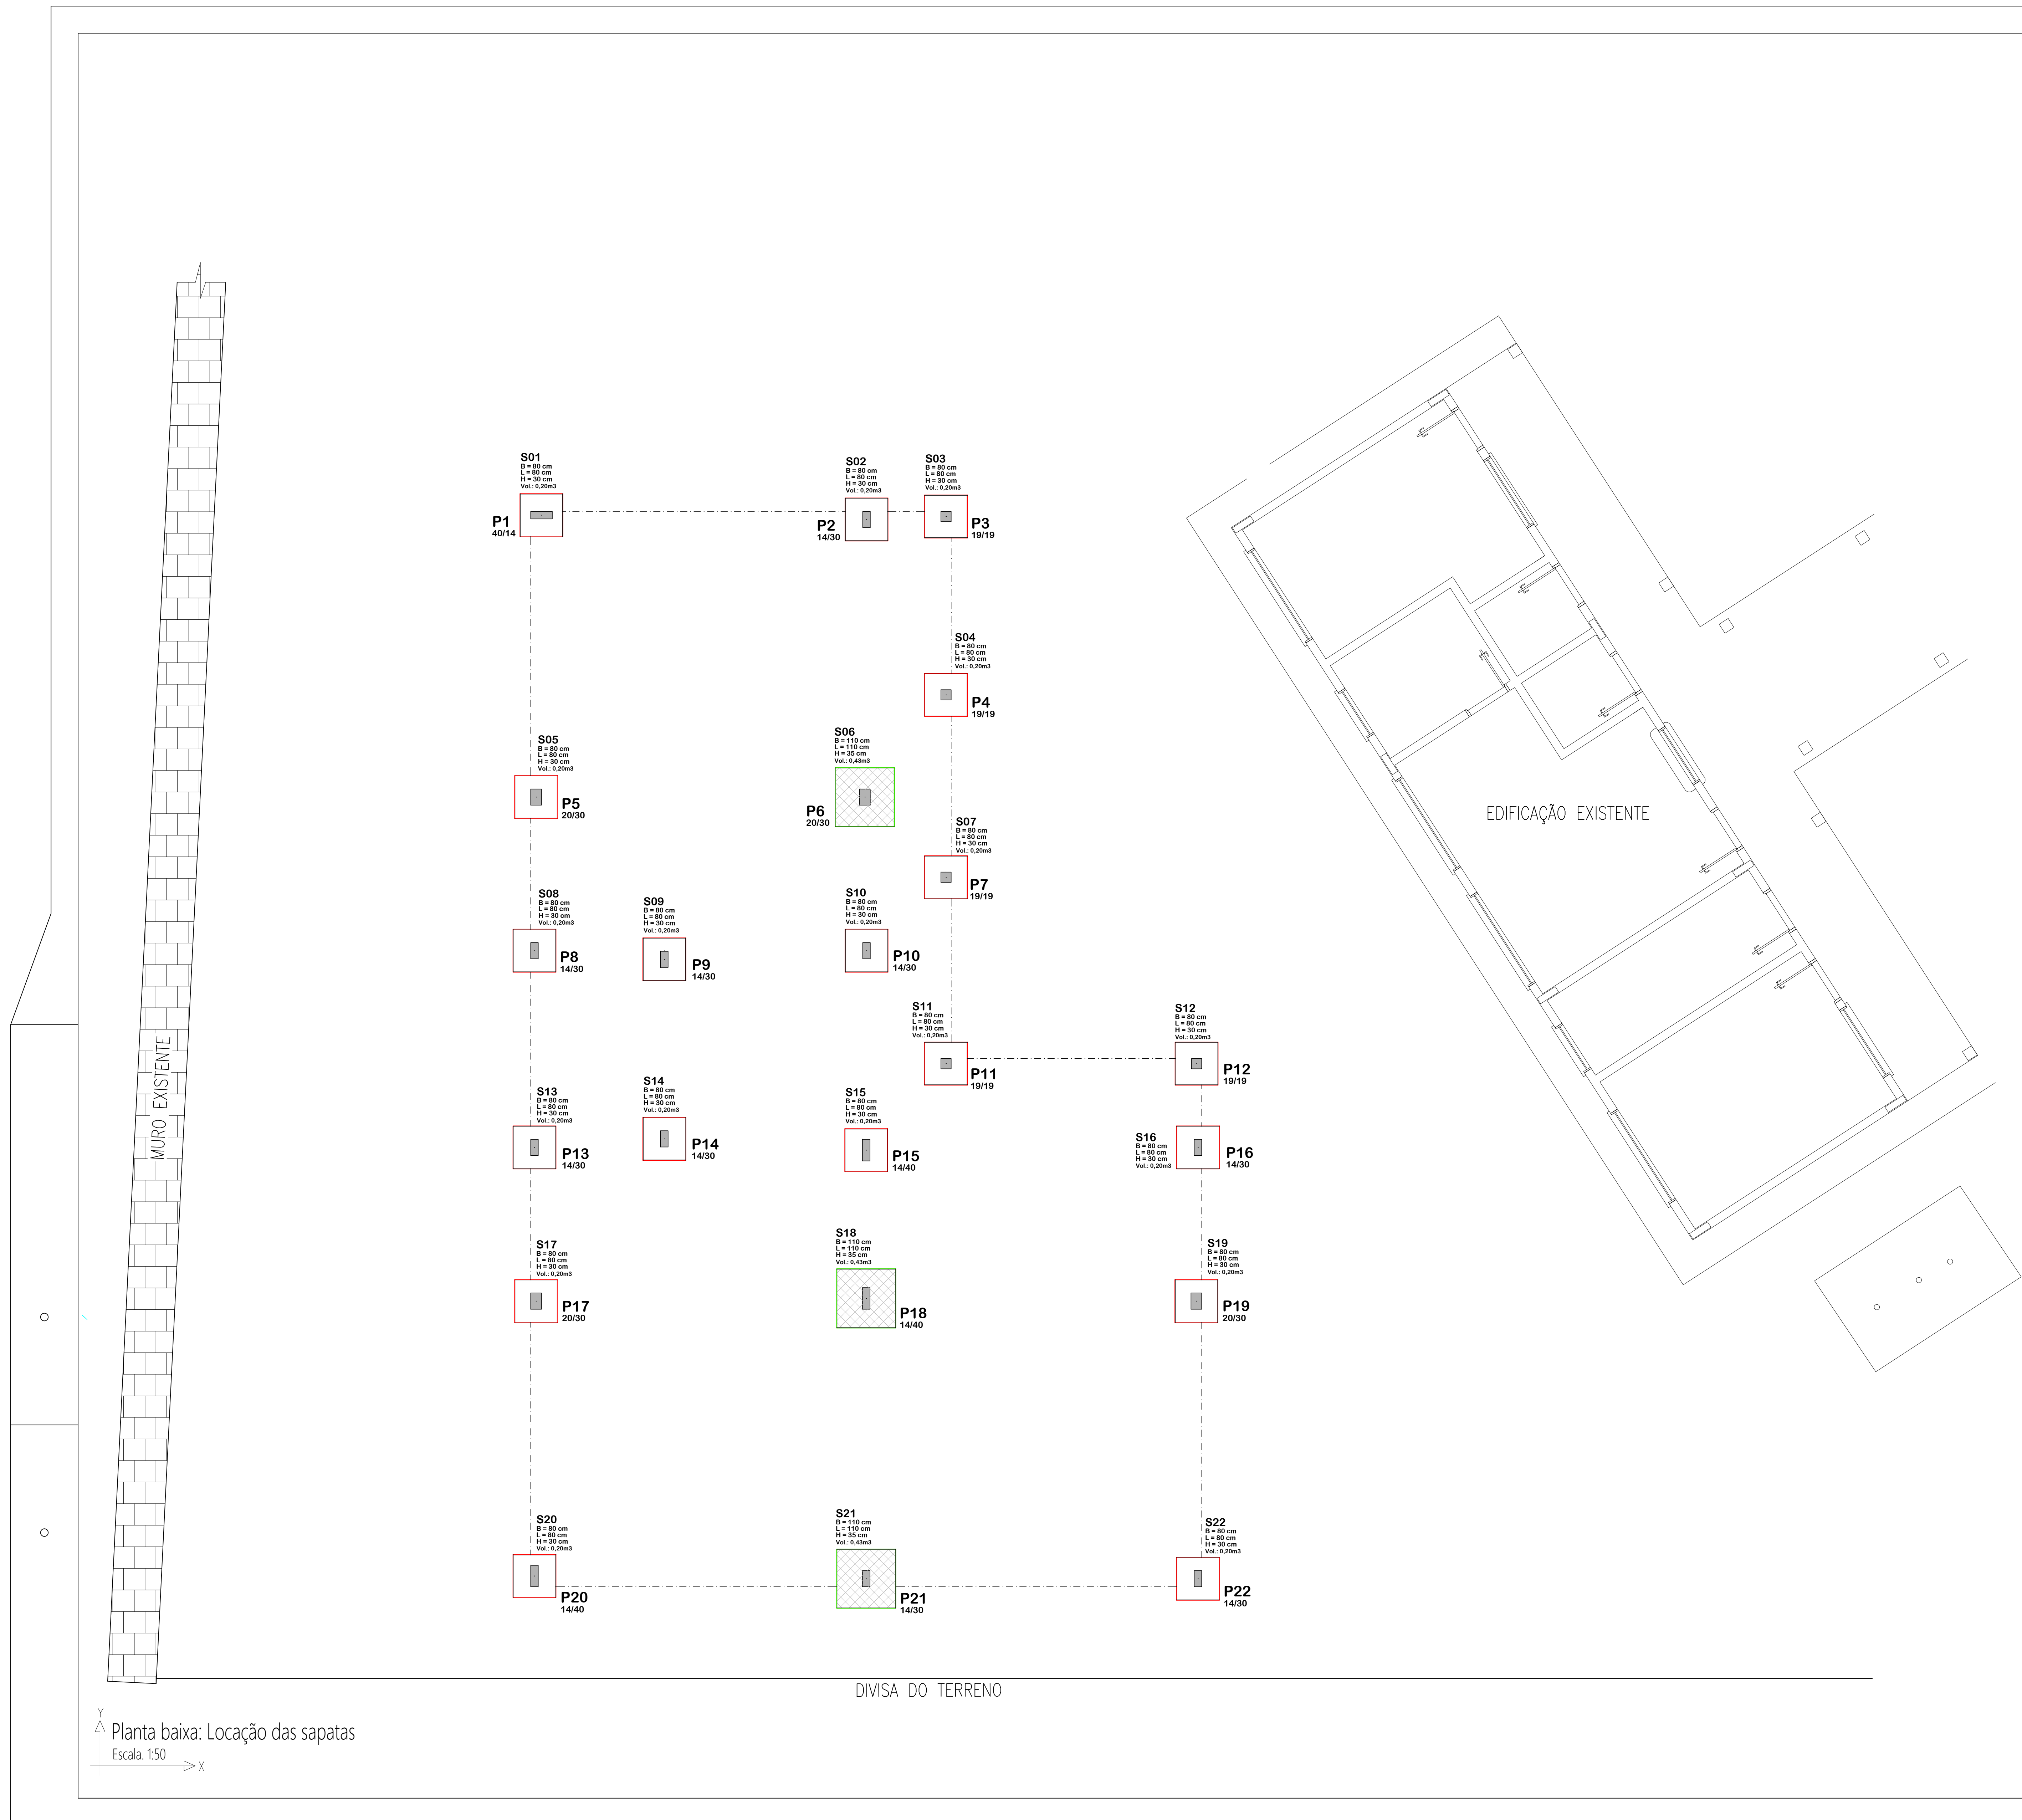 S01
B = 80 cm
L = 80 cm
H = 30 cm
Vol.: 0,20m3
P1
40/14
S02
B = 80 cm
L = 80 cm
H = 30 cm
Vol.: 0,20m3
P2
14/30
S03
B = 80 cm
L = 80 cm
H = 30 cm
Vol.: 0,20m3
P3
19/19
S04
B = 80 cm
L = 80 cm
H = 30 cm
Vol.: 0,20m3
P4
19/19
S05
B = 80 cm
L = 80 cm
H = 30 cm
Vol.: 0,20m3
P5
20/30
S06
B = 110 cm
L = 110 cm
H = 35 cm
Vol.: 0,43m3
P6
20/30
S07
B = 80 cm
L = 80 cm
H = 30 cm
Vol.: 0,20m3
P7
19/19
S08
B = 80 cm
L = 80 cm
H = 30 cm
Vol.: 0,20m3
P8
14/30
S09
B = 80 cm
L = 80 cm
H = 30 cm
Vol.: 0,20m3
P9
14/30
S10
B = 80 cm
L = 80 cm
H = 30 cm
Vol.: 0,20m3
P10
14/30
S11
B = 80 cm
L = 80 cm
H = 30 cm
Vol.: 0,20m3
P11
19/19
S12
B = 80 cm
L = 80 cm
H = 30 cm
Vol.: 0,20m3
P12
19/19
S13
B = 80 cm
L = 80 cm
H = 30 cm
Vol.: 0,20m3
P13
14/30
S14
B = 80 cm
L = 80 cm
H = 30 cm
Vol.: 0,20m3
P14
14/30
S15
B = 80 cm
L = 80 cm
H = 30 cm
Vol.: 0,20m3
P15
14/40
S16
B = 80 cm
L = 80 cm
H = 30 cm
Vol.: 0,20m3
P16
14/30
S17
B = 80 cm
L = 80 cm
H = 30 cm
Vol.: 0,20m3
P17
20/30
S18
B = 110 cm
L = 110 cm
H = 35 cm
Vol.: 0,43m3
P18
14/40
S19
B = 80 cm
L = 80 cm
H = 30 cm
Vol.: 0,20m3
P19
20/30
S20
B = 80 cm
L = 80 cm
H = 30 cm
Vol.: 0,20m3
P20
14/40
S21
B = 110 cm
L = 110 cm
H = 35 cm
Vol.: 0,43m3
P21
14/30
S22
B = 80 cm
L = 80 cm
H = 30 cm
Vol.: 0,20m3
P22
14/30
EDIFICAÇÃO EXISTENTE
MURO EXISTENTE
DIVISA DO TERRENO
Y
Planta baixa: Locação das sapatas
Escala. 1:50
X